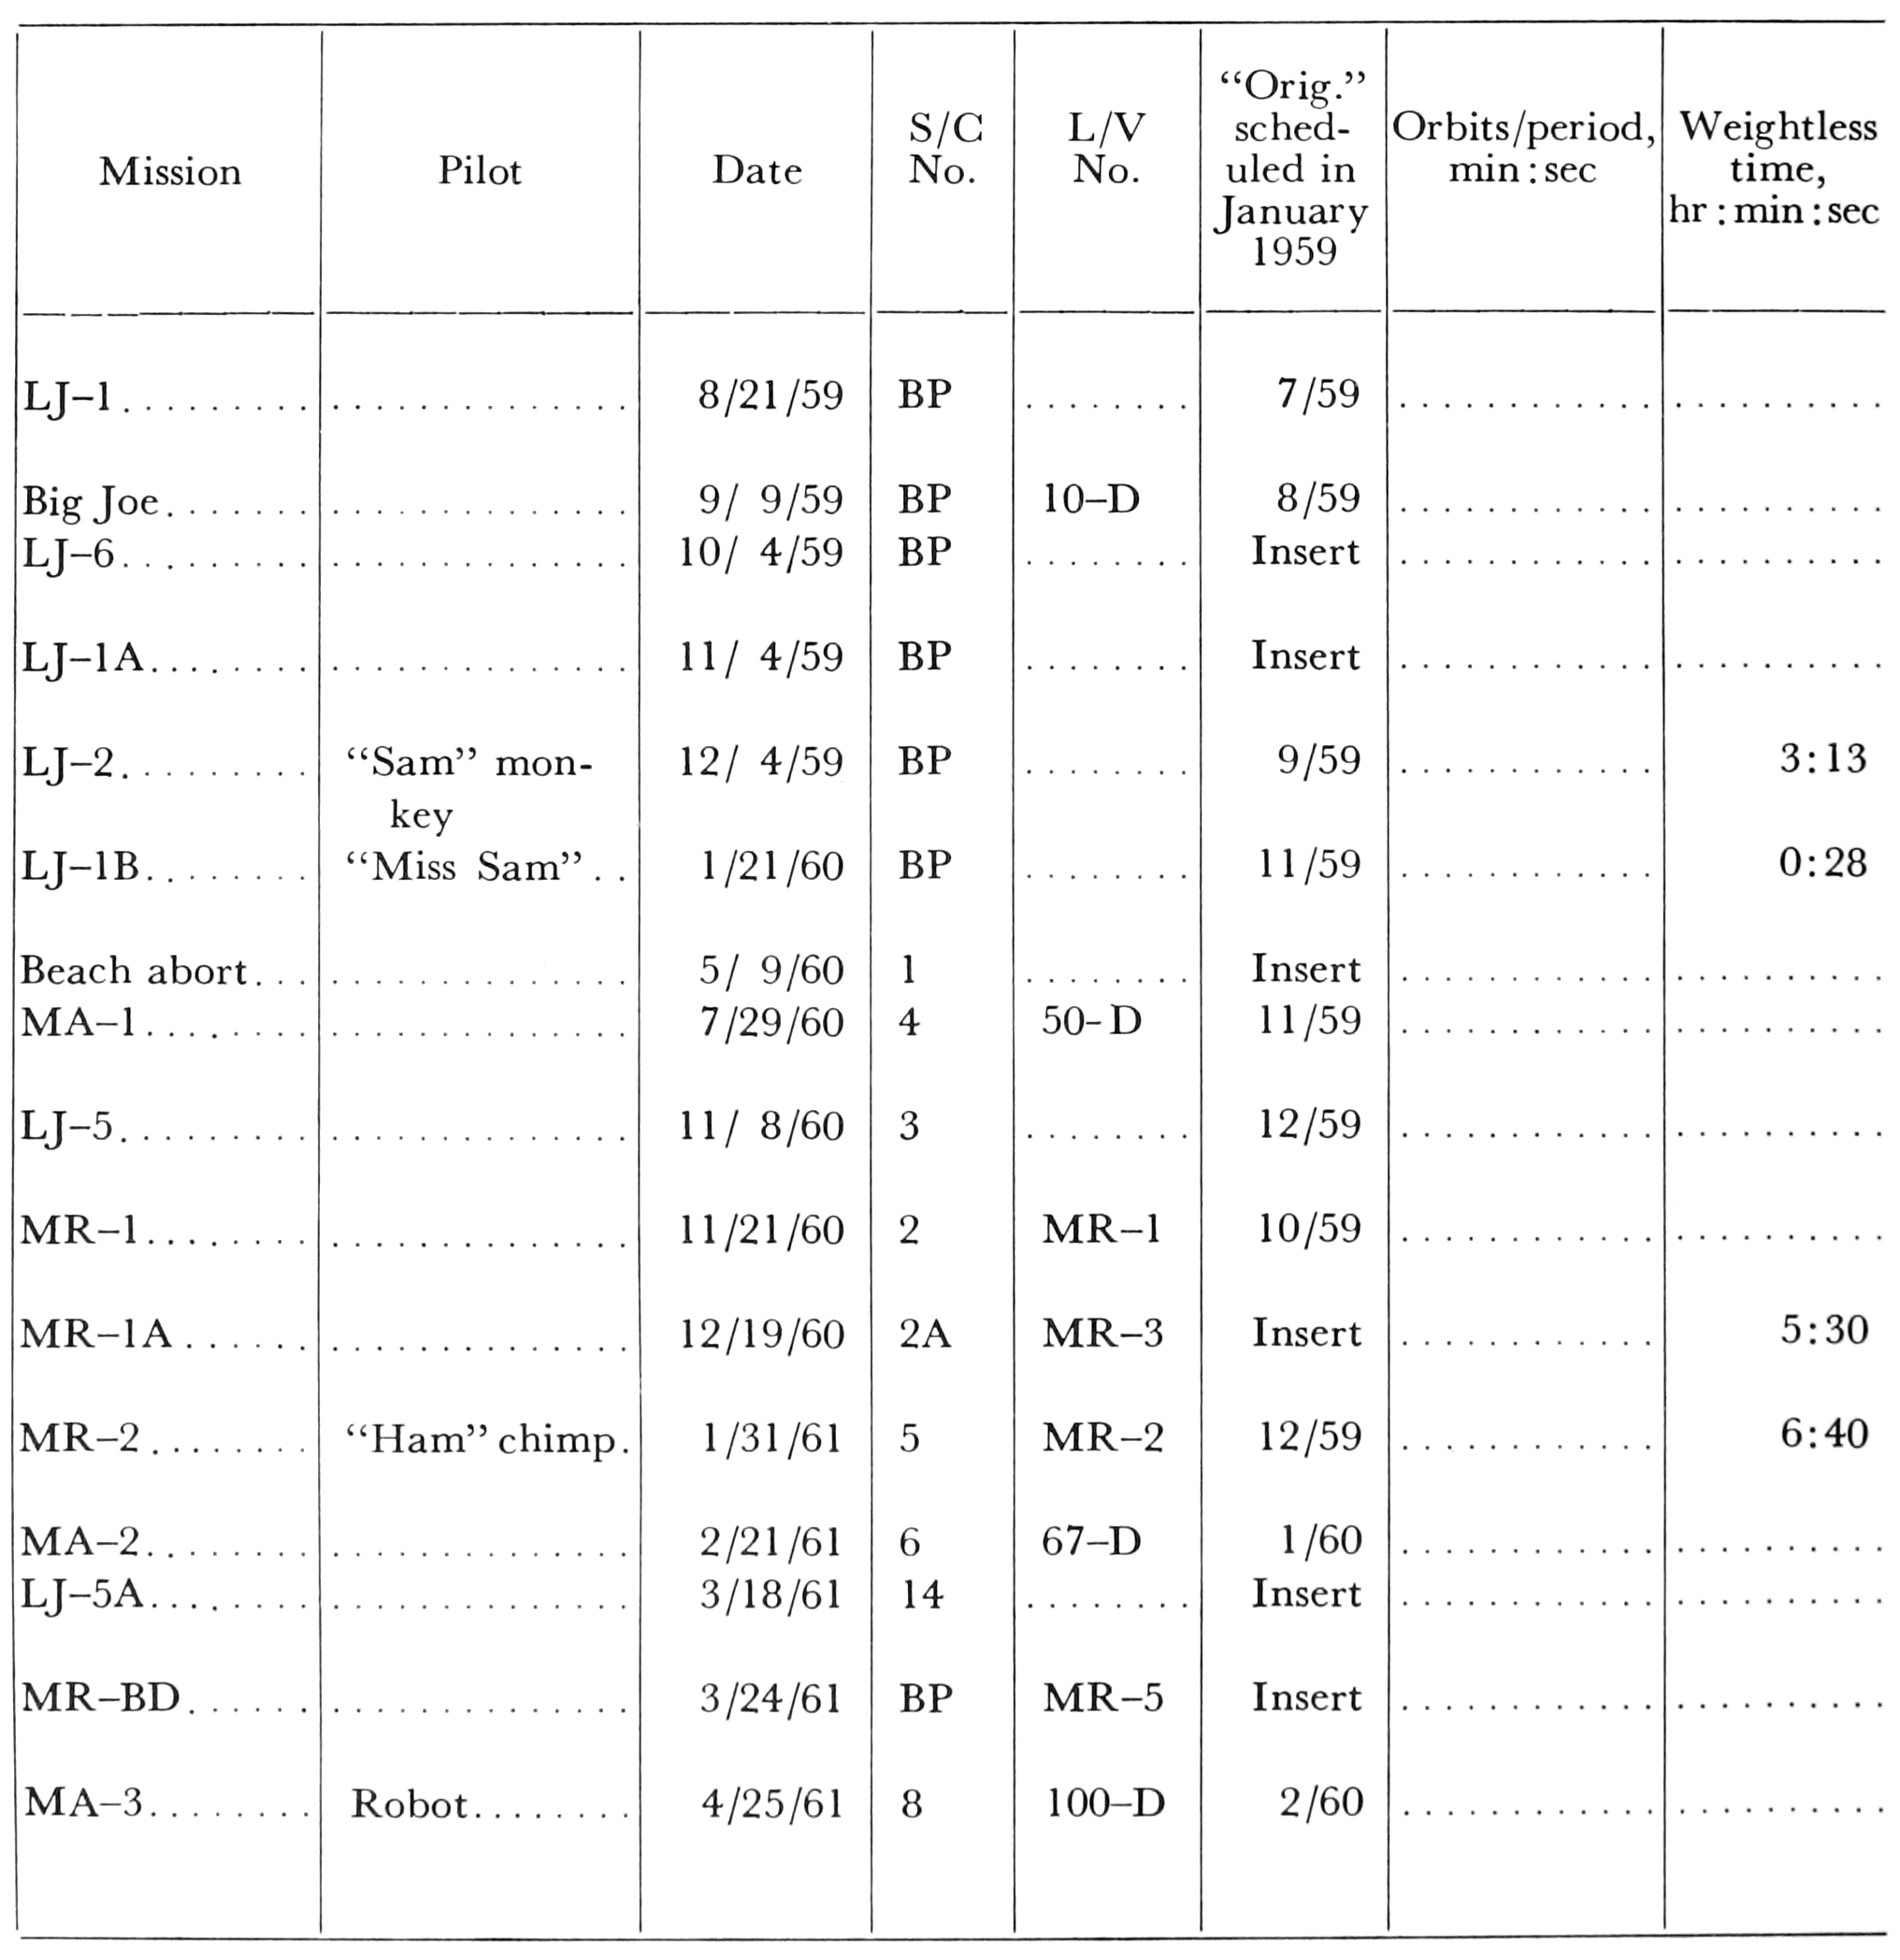 Mission Pilot Date S/C No. L/V No. “Orig.” sched- uled in January 1959 Orbits/period, min:sec Weightless time, hr:min:sec
LJ–1......... .............. 8/21/59 BP ........ 7/59 ............ ..........
Big Joe....... .............. 9/ 9/59 BP 10–D 8/59 ............ ..........
LJ–6......... .............. 10/ 4/59 BP ........ Insert ............ ..........
LJ–1A........ .............. 11/ 4/59 BP ........ Insert ............ ..........
LJ–2......... “Sam” mon- 12/ 4/59 BP ........ 9/59 ............ 3:13
key
LJ–1B........ “Miss Sam”.. 1/21/60 BP ........ 11/59 ............ 0:28
Beach abort... .............. 5/ 9/60 1 ........ Insert ............ ..........
MA–1........ .............. 7/29/60 4 50-D 11/59 ............ ..........
LJ–5......... .............. 11/ 8/60 3 ........ 12/59 ............ ..........
MR–1........ .............. 11/21/60 2 MR–1 10/59 ............ ..........
MR–1A...... .............. 12/19/60 2A MR–3 Insert ............ 5:30
MR–2........ “Ham” chimp. 1/31/61 5 MR–2 12/59 ............ 6:40
MA–2........ .............. 2/21/61 6 67–D 1/60 ............ ..........
LJ–5A........ .............. 3/18/61 14 ........ Insert ............ ..........
MR–BD...... .............. 3/24/61 BP MR–5 Insert ............ ..........
MA–3........ Robot........ 4/25/61 8 100–D 2/60 ............ ..........